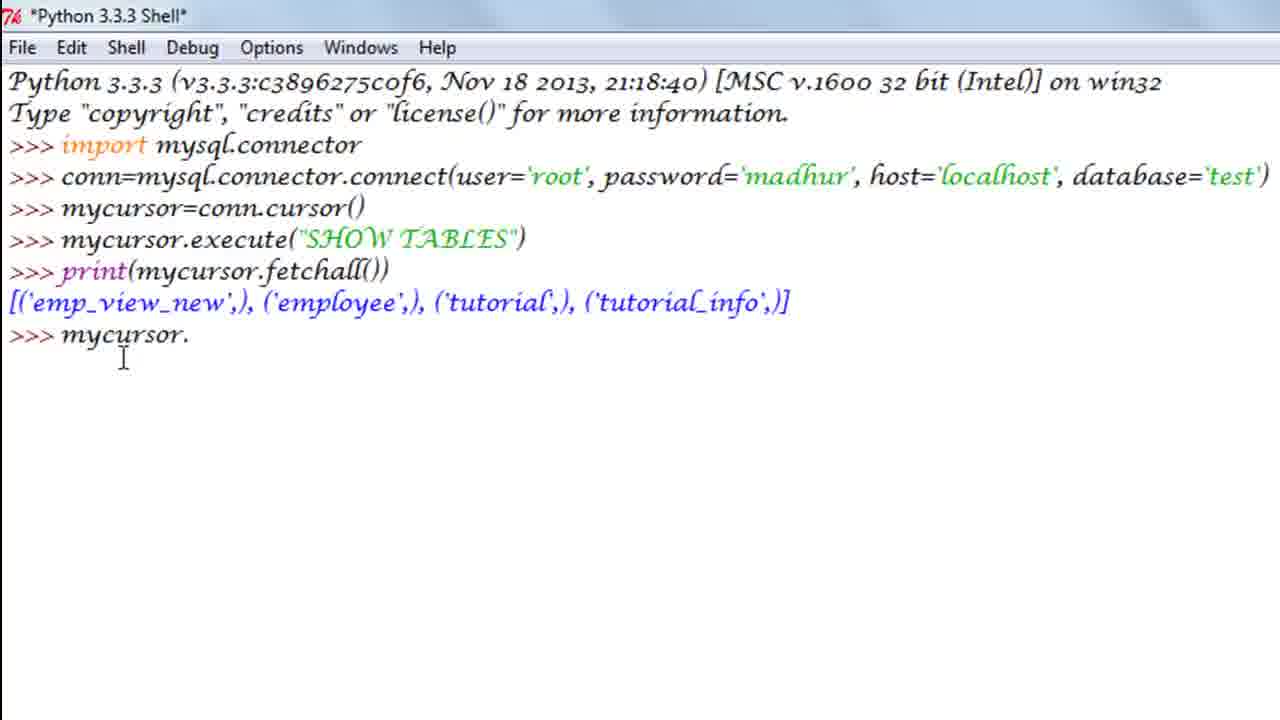 *Python 3.3.3 Shell*
File Edit Shell Debug Options Windows Help
Python 3.3.3 (v3.3.3:c3896275c0f6, Nov 18 2013, 21:18:40) [MSC v.1600 32 bit (Intel)] on win32
Type "copyright", "credits" or "license()" for more information.
>>> import mysql.connector
>>> conn=mysql.connector.connect(user='root', password='madhur', host='localhost', database='test')
>>> mycursor=conn.cursor()
>>> mycursor.execute("SHOW TABLES")
>>> print(mycursor.fetchall())
[('emp_view_new',), ('employee',), ('tutorial',), ('tutorial_info',)]
>>> mycursor.